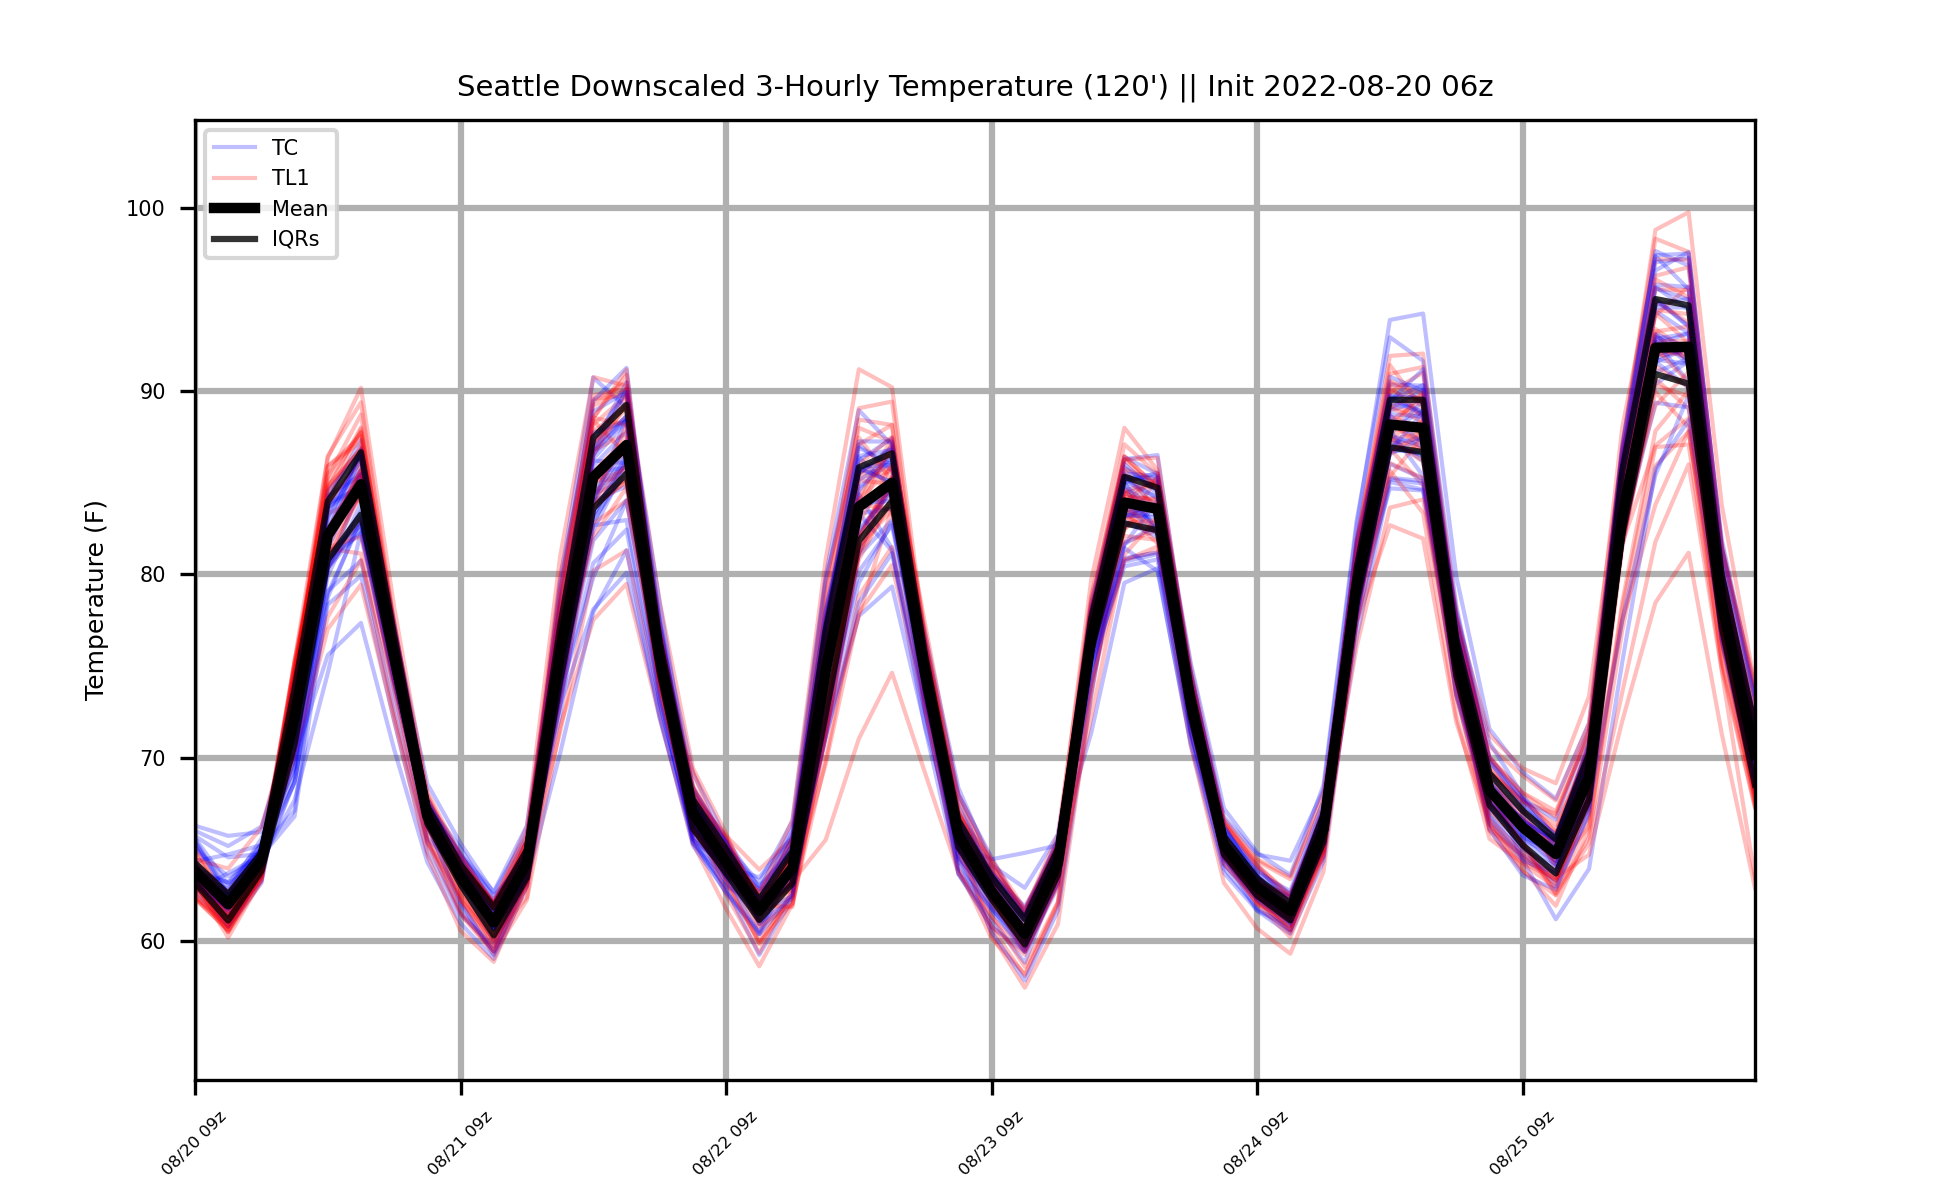 Seattle Downscaled 3-Hourly Temperature (120') || Init 2022-08-20 06z
TC
TL1
Mean
IQRs
Temperature (F)
100
90
80
70
60
08/20 09z
08/21 09z
08/22 09z
08/23 09z
08/24 09z
08/25 09z